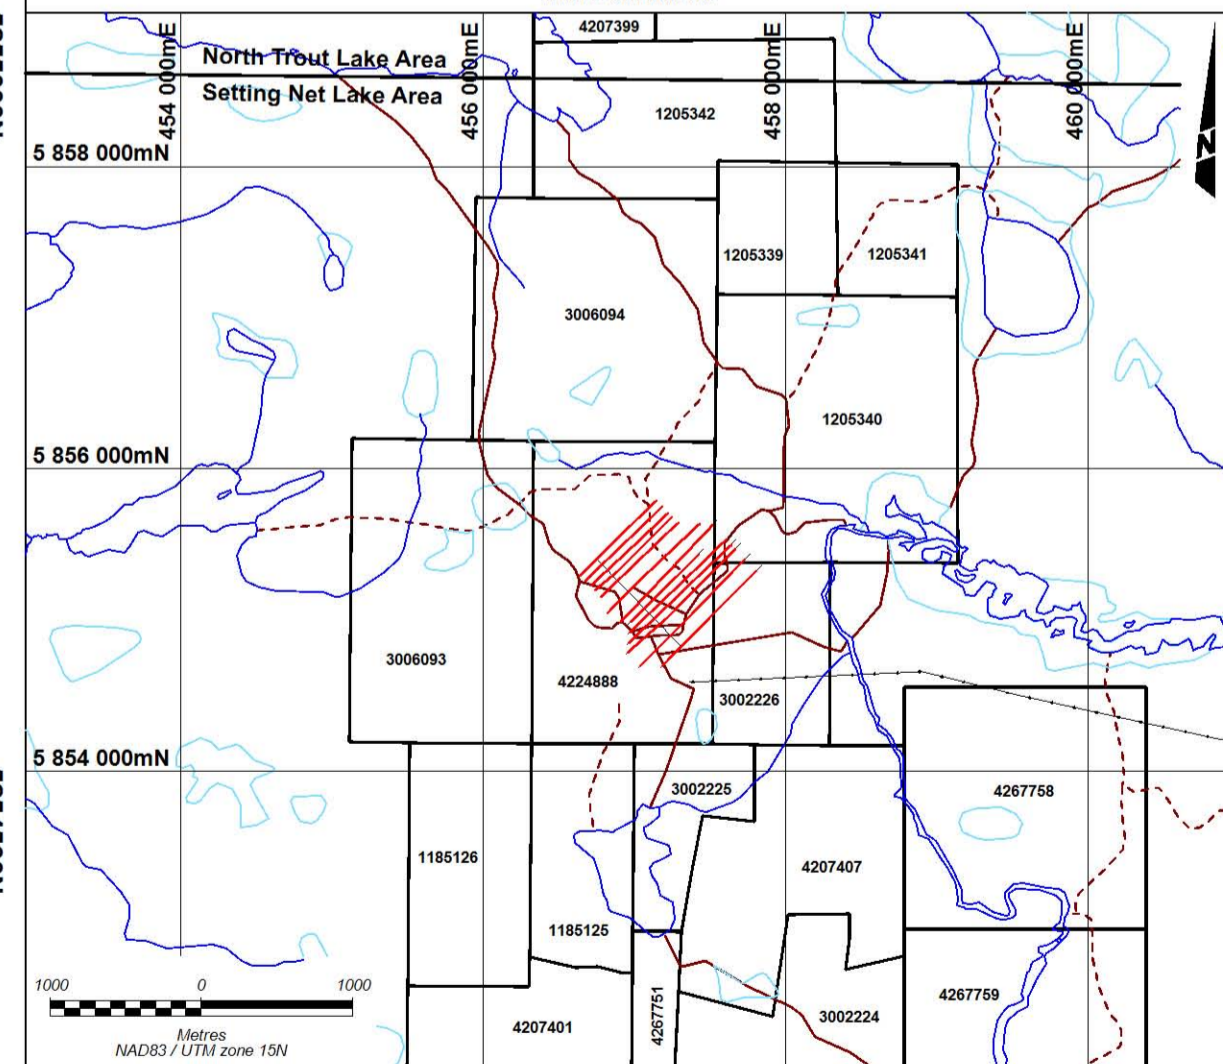 4207399
454 000mE
456 000mE
458 000mE
460 000mE
North Trout Lake Area
Setting Net Lake Area
1205342
N
5 858 000mN
1205339
1205341
3006094
1205340
5 856 000mN
3006093
4224888
3002226
5 854 000mN
3002225
4267758
1185126
4207407
1185125
4267759
4267751
3002224
4207401
1000
0
1000
Metres
NAD83 / UTM zone 15N